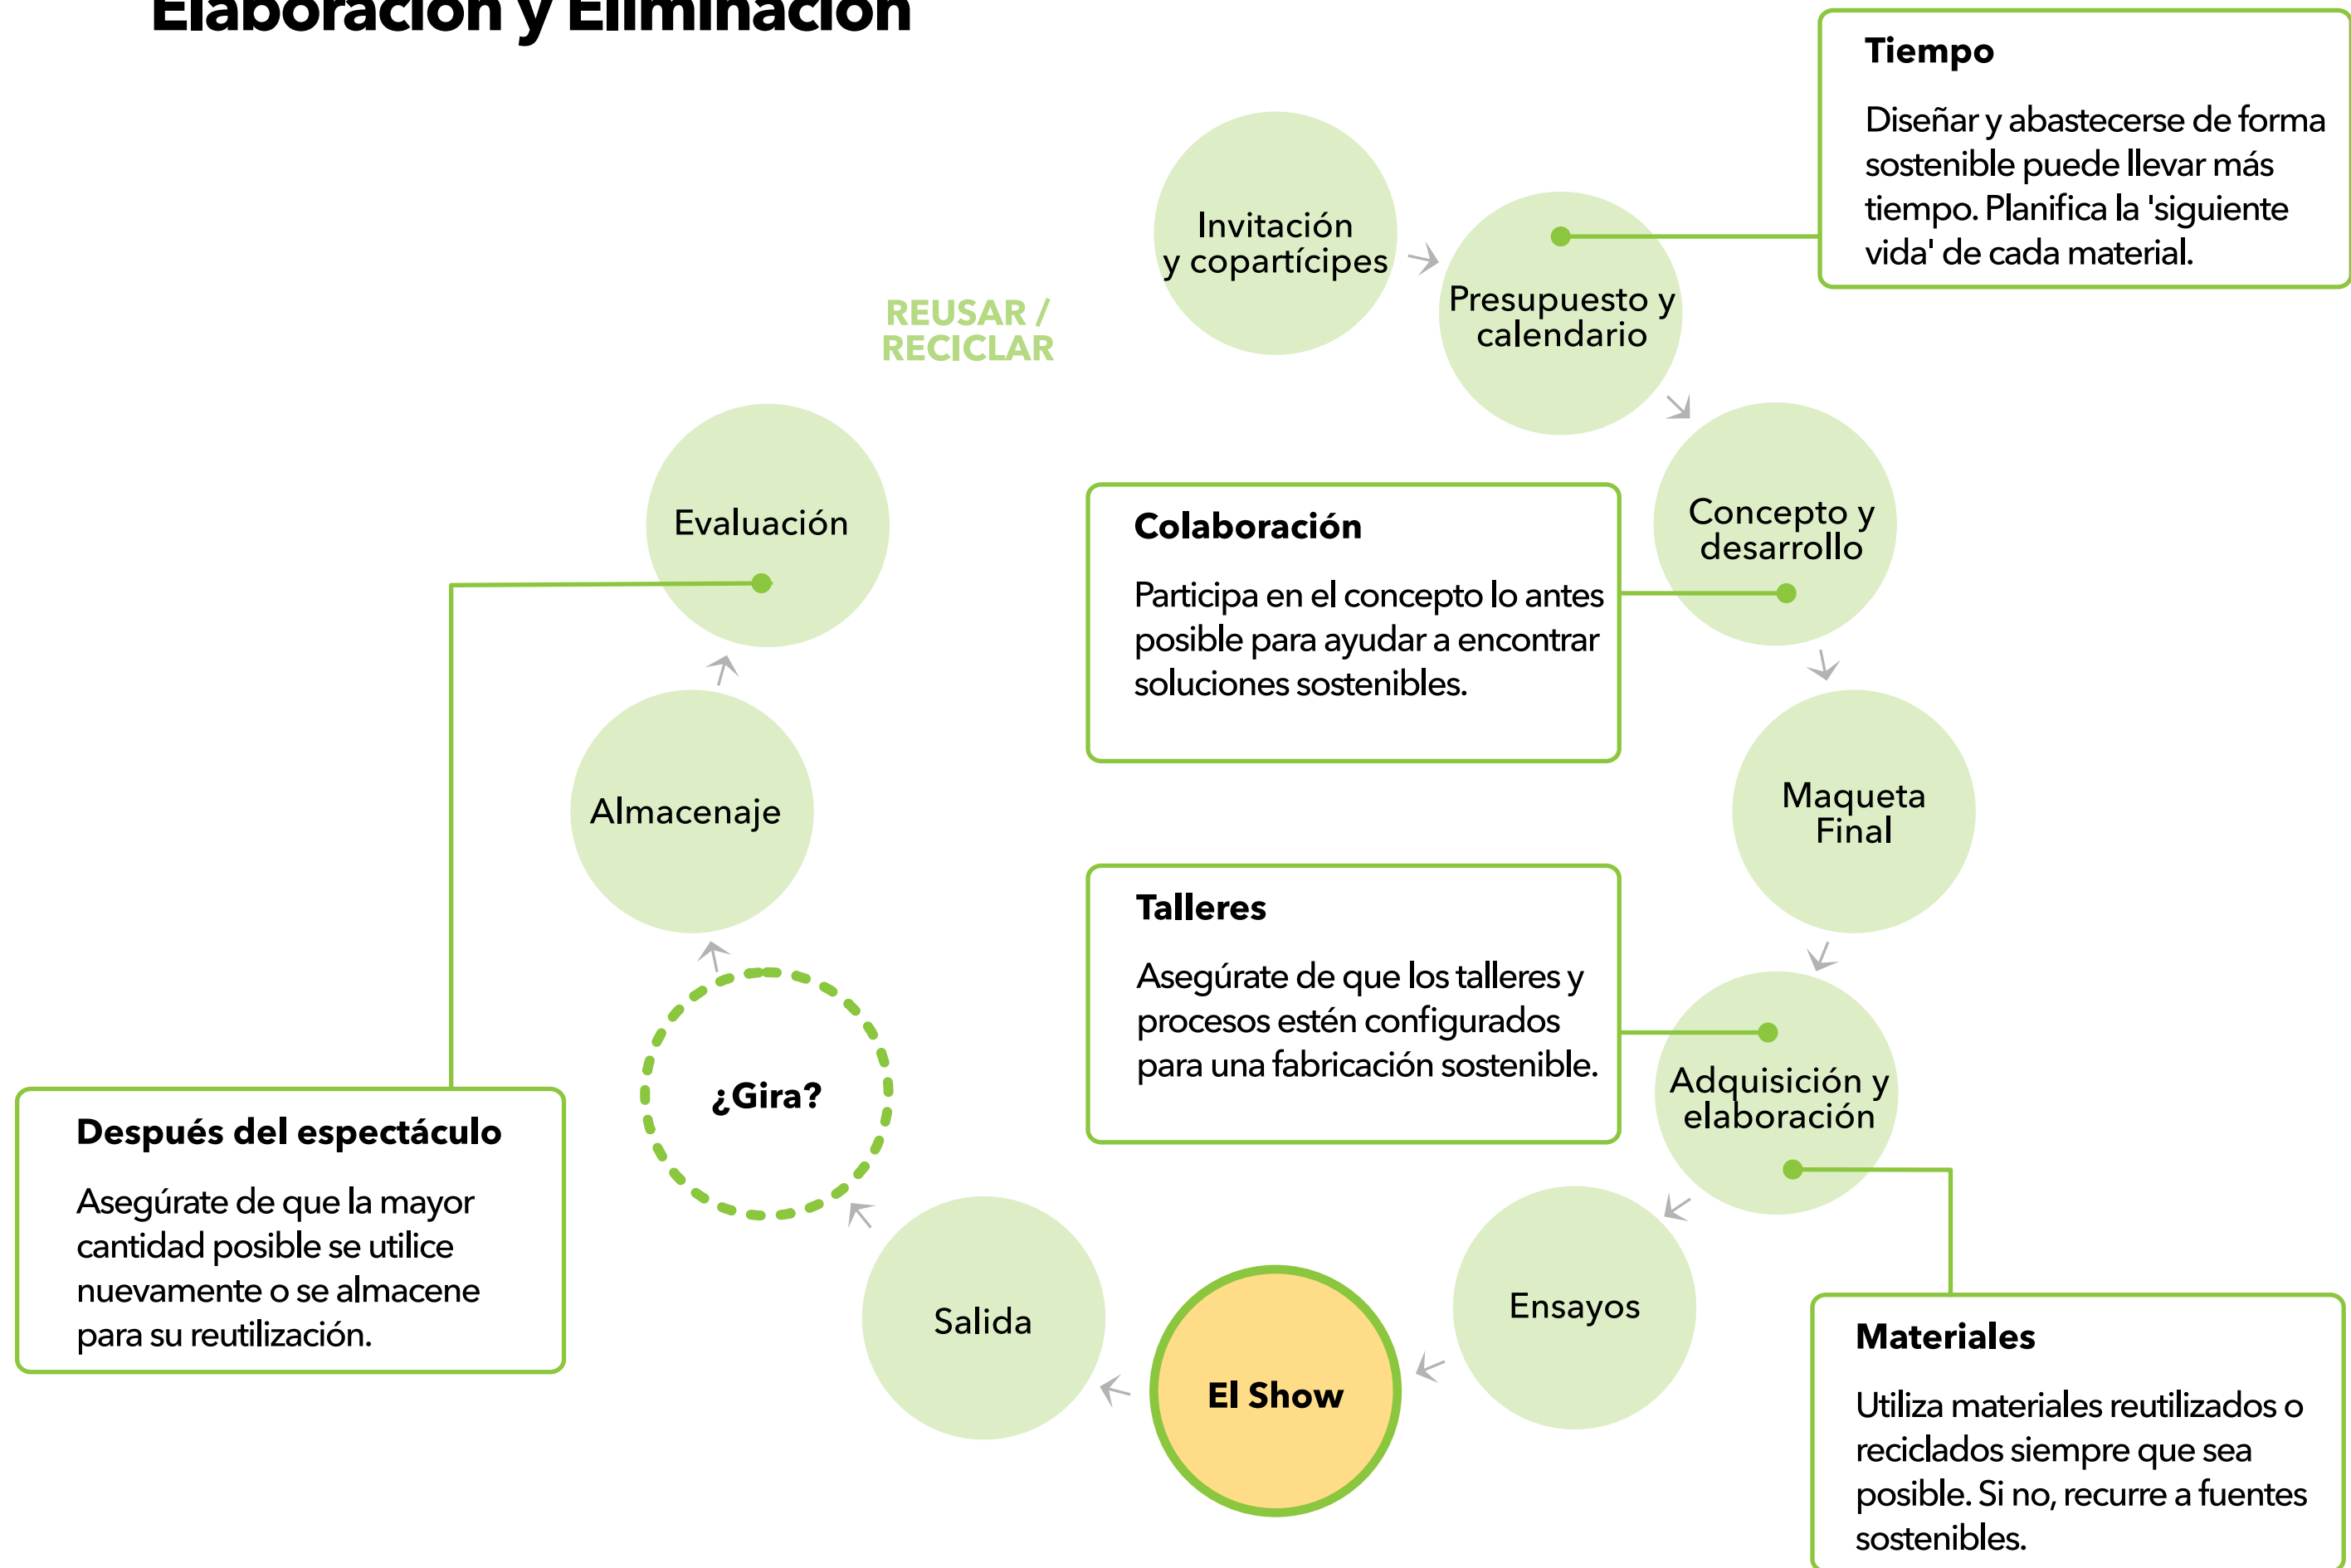 Elaboración y Eliminación
Tiempo
Diseñar y abastecerse de forma
sostenible puede llevar más
tiempo. Planifica la 'siguiente
vida' de cada material.
Invitación
y copartícipes
Presupuesto y
calendario
REUSAR /
RECICLAR
Concepto y
desarrollo
Colaboración
Participa en el concepto lo antes
posible para ayudar a encontrar
soluciones sostenibles.
Evaluación
Maqueta
Final
Almacenaje
Talleres
Asegúrate de que los talleres y
procesos estén configurados
para una fabricación sostenible.
Adquisición y
elaboración
¿Gira?
Después del espectáculo
Asegúrate de que la mayor
cantidad posible se utilice
nuevamente o se almacene
para su reutilización.
Ensayos
Salida
El Show
Materiales
Utiliza materiales reutilizados o
reciclados siempre que sea
posible. Si no, recurre a fuentes
sostenibles.